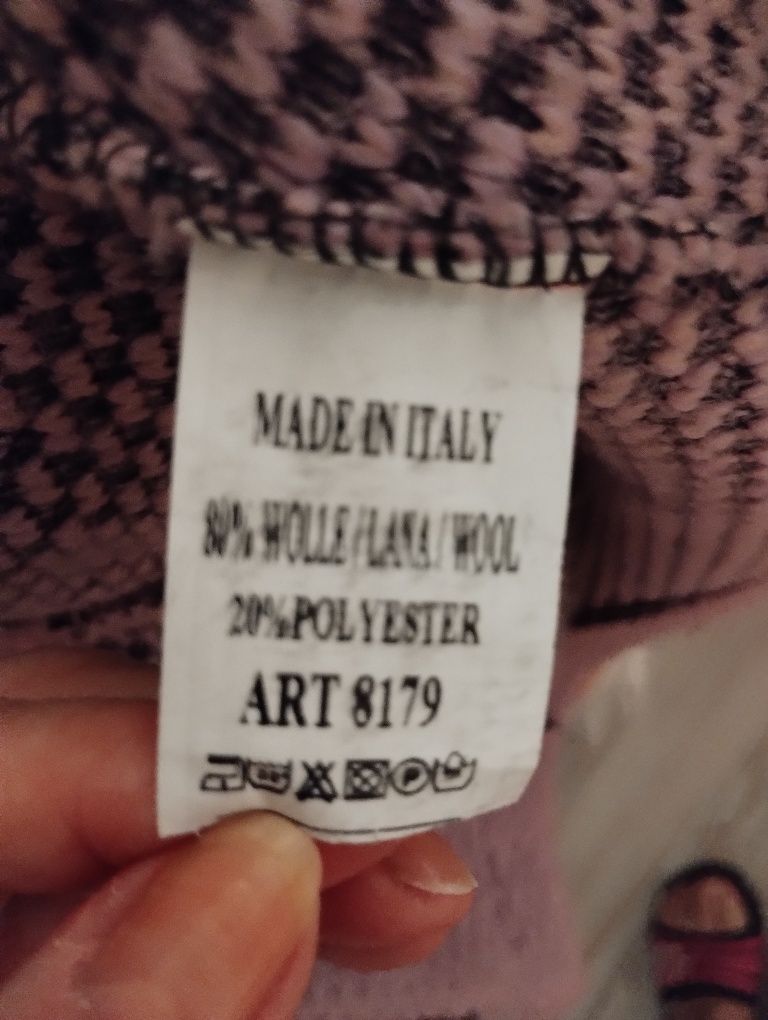 MADE IN ITALY
80% WOLLE / LANA / WOOL
20%POLYESTER
ART 8179